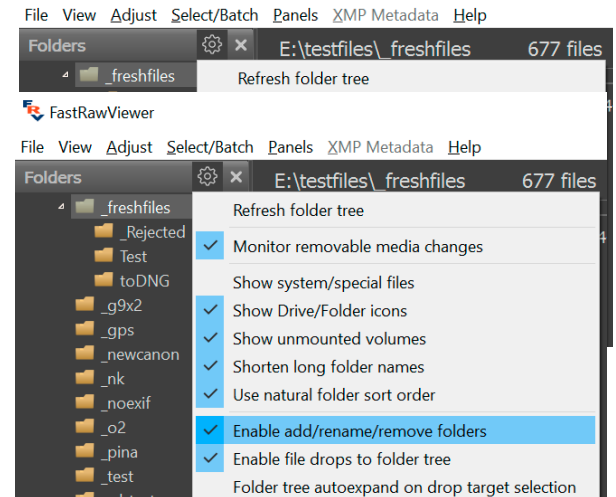 File View Adjust Select/Batch Panels XMP Metadata Help
Folders E:\testfiles\_freshfiles 677 files
_freshfiles Refresh folder tree
FastRawViewer
File View Adjust Select/Batch Panels XMP Metadata Help
Folders E:\testfiles\_freshfiles 677 files
_freshfiles Refresh folder tree
_Rejected
Monitor removable media changes
Test
toDNG Show system/special files
_g9x2 Show Drive/Folder icons
_gps Show unmounted volumes
_newcanon Shorten long folder names
_nk Use natural folder sort order
_noexif
_o2 Enable add/rename/remove folders
_pina Enable file drops to folder tree
_test Folder tree autoexpand on drop target selection